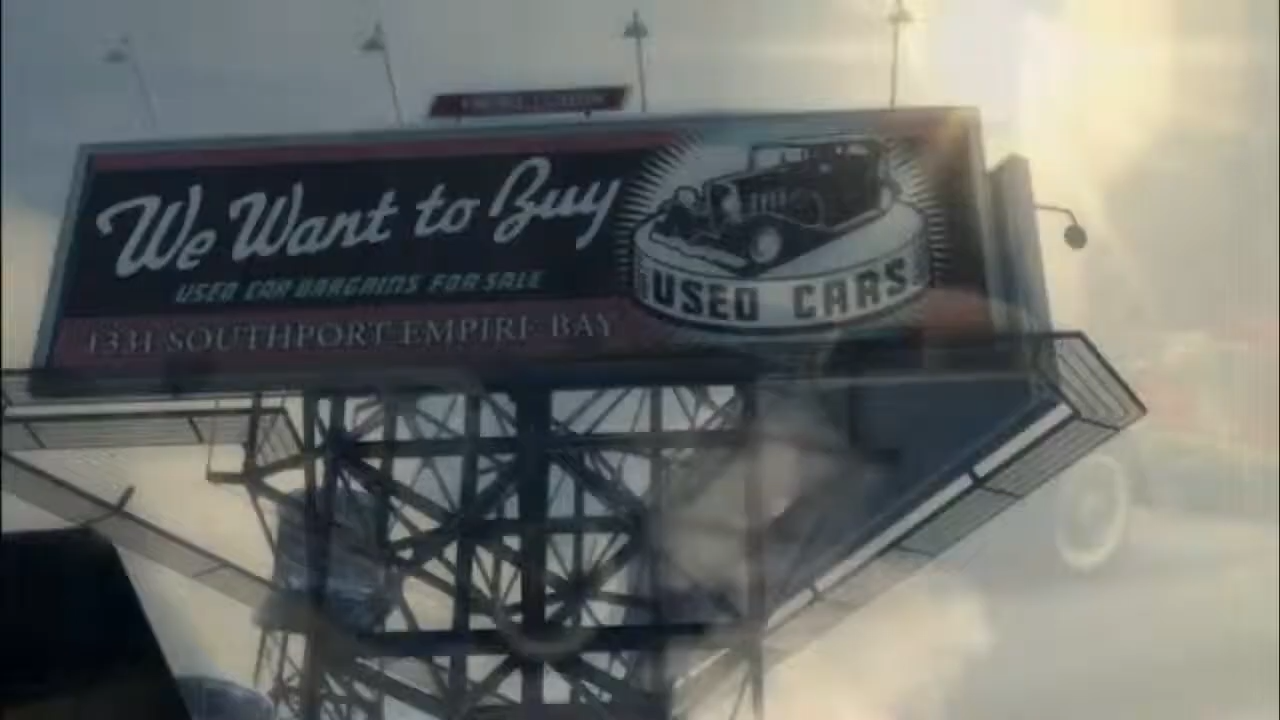 We Want to Buy
USED CAR BARGAINS FOR SALE
1331 SOUTHPORT EMPIRE BAY
USED CARS